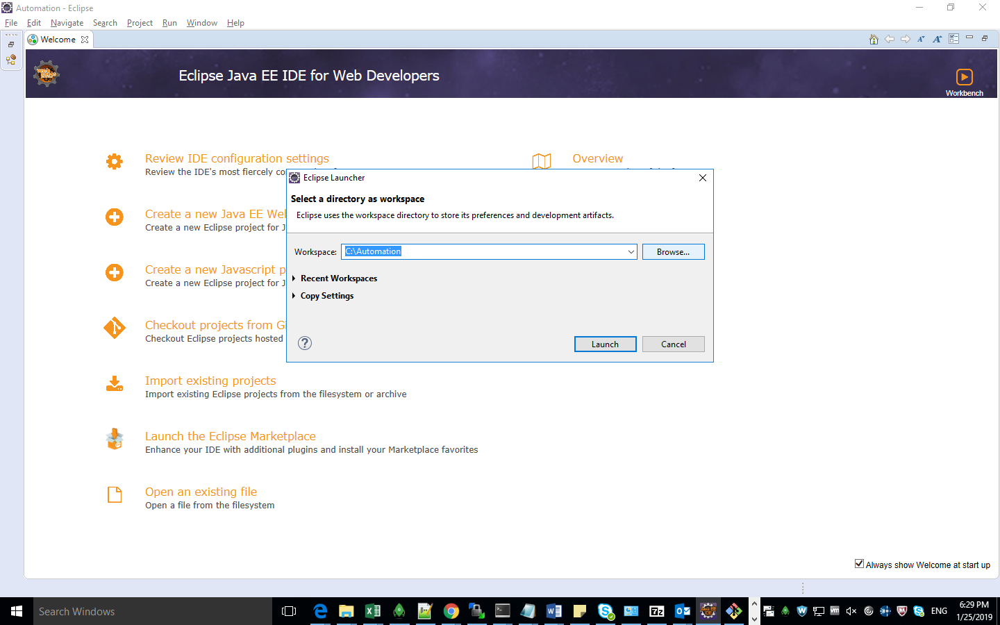 Automation - Eclipse
File Edit Navigate Search Project Run Window Help
Welcome
Eclipse Java EE IDE for Web Developers
Workbench
Review IDE configuration settings
Review the IDE's most fiercely
Overview
Create a new Java EE
Create a new Eclipse project for
Create a new Javascript
Create a new Eclipse project for
Checkout projects from
Checkout Eclipse projects hosted
Import existing projects
Import existing Eclipse projects from the filesystem or archive
Launch the Eclipse Marketplace
Enhance your IDE with additional plugins and install your Marketplace favorites
Open an existing file
Open a file from the filesystem
Eclipse Launcher
Select a directory as workspace
Eclipse uses the workspace directory to store its preferences and development artifacts.
Workspace: C:\Automation Browse...
Recent Workspaces
Copy Settings
Launch Cancel
Always show Welcome at start up
Search Windows
ENG
6:29 PM
1/25/2019